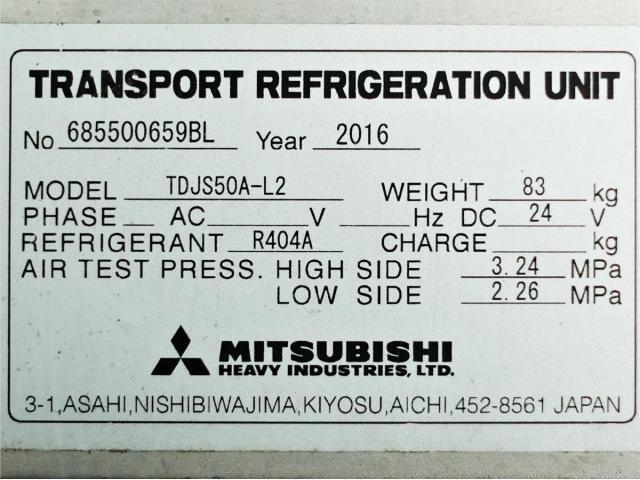 TRANSPORT REFRIGERATION UNIT
No 685500659BL Year 2016
MODEL TDJS50A-L2 WEIGHT 83 kg
PHASE AC V Hz DC 24 V
REFRIGERANT R404A CHARGE kg
AIR TEST PRESS. HIGH SIDE 3.24 MPa
LOW SIDE 2.26 MPa
MITSUBISHI
HEAVY INDUSTRIES, LTD.
3-1,ASAHI,NISHIBIWAJIMA,KIYOSU,AICHI,452-8561 JAPAN